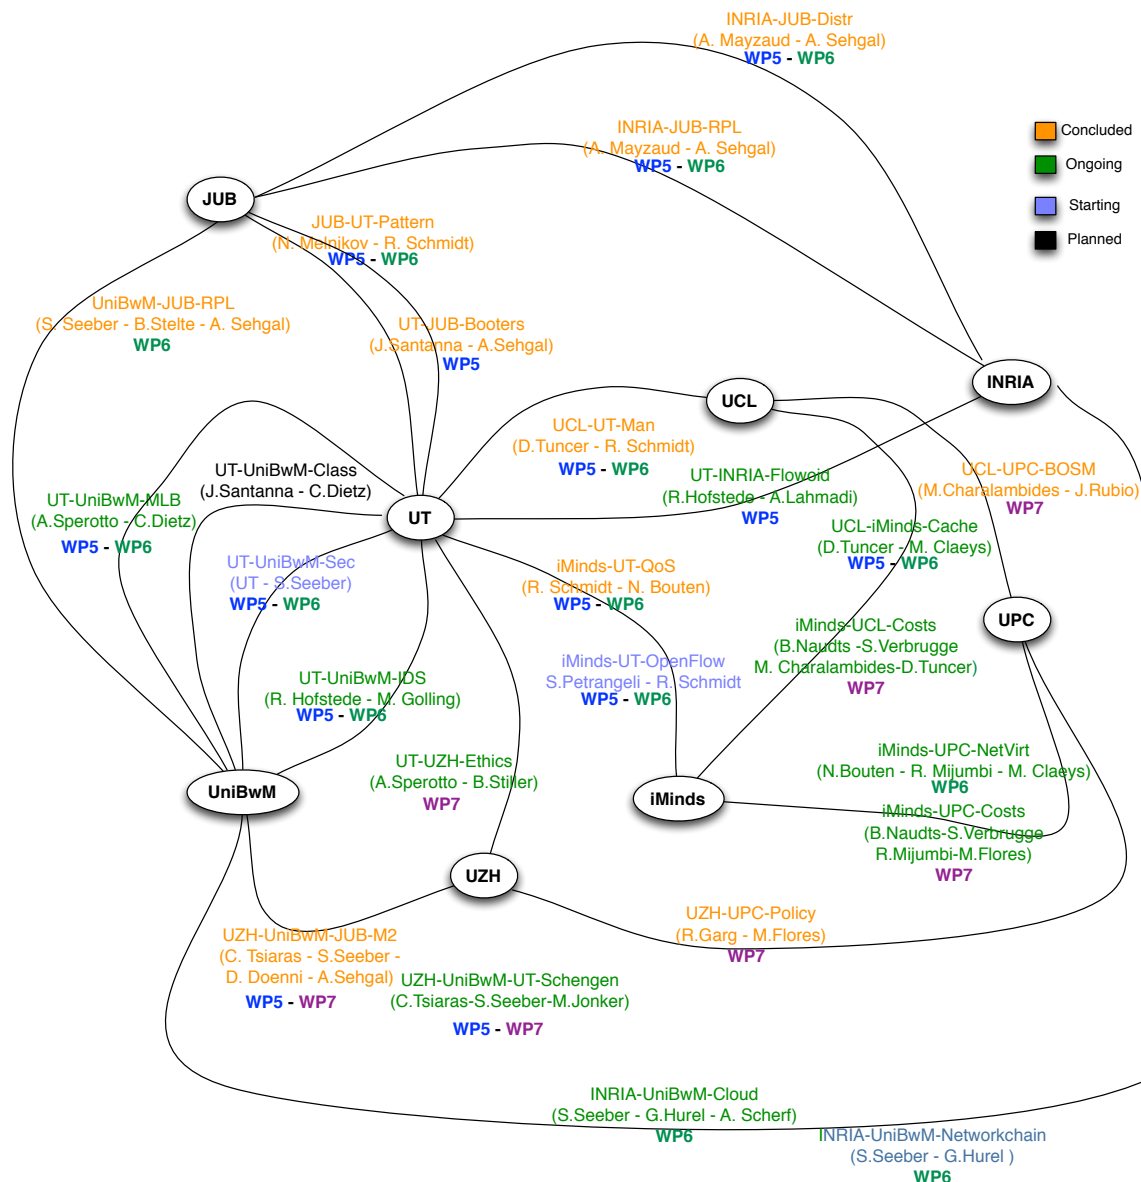 INRIA-JUB-Distr
(A. Mayzaud - A. Sehgal)
WP5 - WP6
INRIA-JUB-RPL
(A. Mayzaud - A. Sehgal)
WP5 - WP6
Concluded
Ongoing
Starting
Planned
JUB
JUB-UT-Pattern
(N. Melnikov - R. Schmidt)
WP5 - WP6
UniBwM-JUB-RPL
(S. Seeber - B.Stelte - A. Sehgal)
WP6
UT-JUB-Booters
(J.Santanna - A.Sehgal)
WP5
INRIA
UCL
UCL-UT-Man
(D.Tuncer - R. Schmidt)
WP5 - WP6
UT-UniBwM-Class
(J.Santanna - C.Dietz)
UT-INRIA-Flowoid
(R.Hofstede - A.Lahmadi)
WP5
UCL-UPC-BOSM
(M.Charalambides - J.Rubio)
WP7
UT-UniBwM-MLB
(A.Sperotto - C.Dietz)
WP5 - WP6
UT
UCL-iMinds-Cache
(D.Tuncer - M. Claeys)
WP5 - WP6
UT-UniBwM-Sec
(UT - S.Seeber)
WP5 - WP6
iMinds-UT-QoS
(R. Schmidt - N. Bouten)
WP5 - WP6
UPC
iMinds-UCL-Costs
(B.Naudts -S.Verbrugge
M. Charalambides-D.Tuncer)
WP7
iMinds-UT-OpenFlow
S.Petrangeli - R. Schmidt
WP5 - WP6
UT-UniBwM-IDS
(R. Hofstede - M. Golling)
WP5 - WP6
UT-UZH-Ethics
(A.Sperotto - B.Stiller)
WP7
iMinds-UPC-NetVirt
(N.Bouten - R. Mijumbi - M. Claeys)
WP6
UniBwM
iMinds
iMinds-UPC-Costs
(B.Naudts-S.Verbrugge
R.Mijumbi-M.Flores)
WP7
UZH
UZH-UPC-Policy
(R.Garg - M.Flores)
WP7
UZH-UniBwM-JUB-M2
(C. Tsiaras - S.Seeber -
D. Doenni - A.Sehgal)
WP5 - WP7
UZH-UniBwM-UT-Schengen
(C.Tsiaras-S.Seeber-M.Jonker)
WP5 - WP7
INRIA-UniBwM-Cloud
(S.Seeber - G.Hurel - A. Scherf)
WP6
INRIA-UniBwM-Networkchain
(S.Seeber - G.Hurel )
WP6